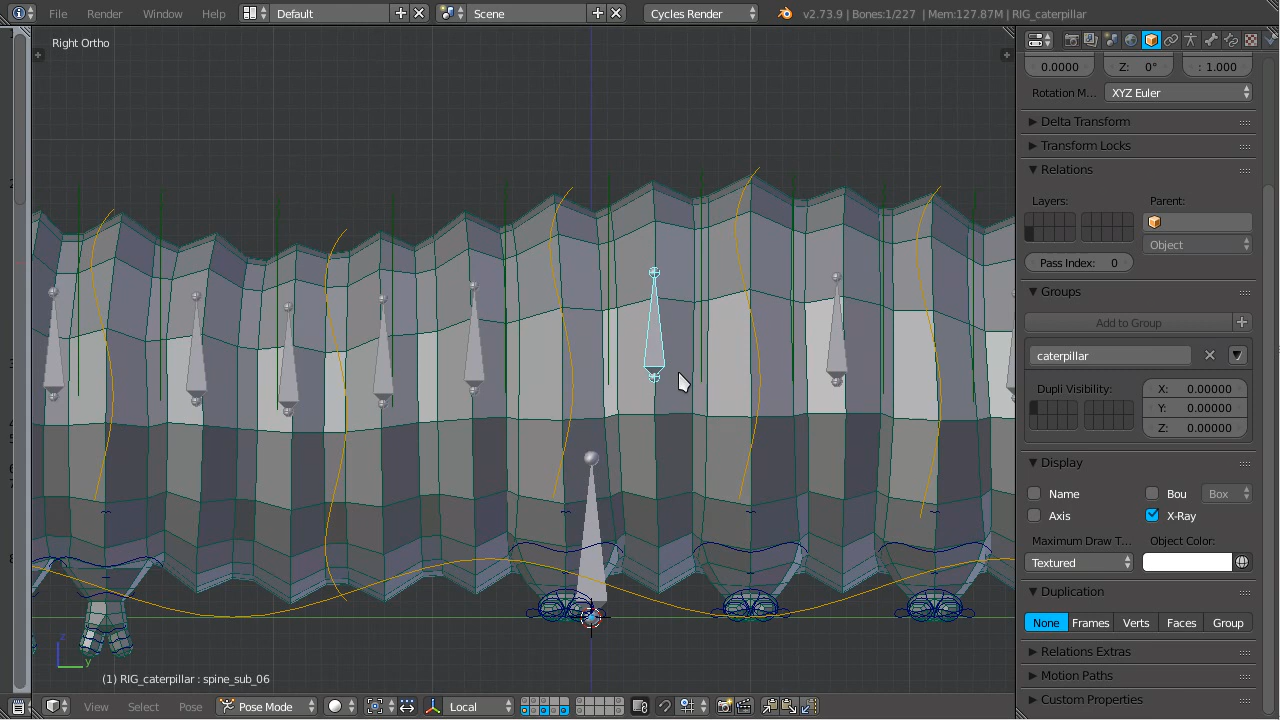 File Render Window Help Default Scene Cycles Render v2.73.9 | Bones:1/227 | Mem:127.87M | RIG_caterpillar
Right Ortho
0.0000 Z: 0° : 1.000
Rotation M... XYZ Euler
Delta Transform
Transform Locks
Relations
Layers: Parent:
Object
Pass Index: 0
Groups
Add to Group
caterpillar
Dupli Visibility: X: 0.00000
Y: 0.00000
Z: 0.00000
Display
Name Bou Box
Axis X-Ray
Maximum Draw T... Object Color:
Textured
Duplication
None Frames Verts Faces Group
Relations Extras
Motion Paths
Custom Properties
z
y
(1) RIG_caterpillar : spine_sub_06
View Select Pose Pose Mode Local